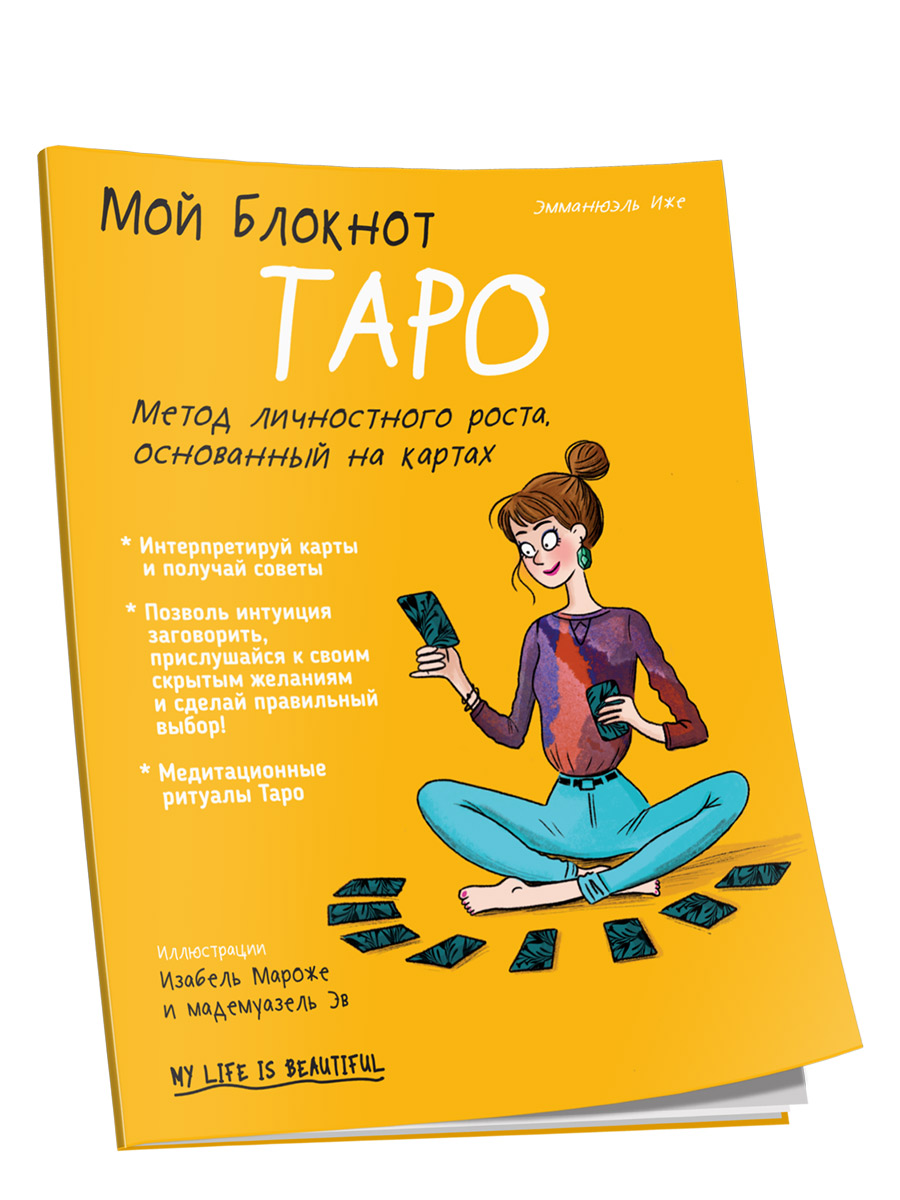 Эмманюэль Иже
Мой Блокнот
ТАРО
Метод личностного роста,
основанный на картах
* Интерпретируй карты
и получай советы
* Позволь интуиция
заговорить,
прислушайся к своим
скрытым желаниям
и сделай правильный
выбор!
* Медитационные
ритуалы Таро
Иллюстрации
Изабель Мароже
и мадемуазель Эв
MY LIFE IS BEAUTIFUL